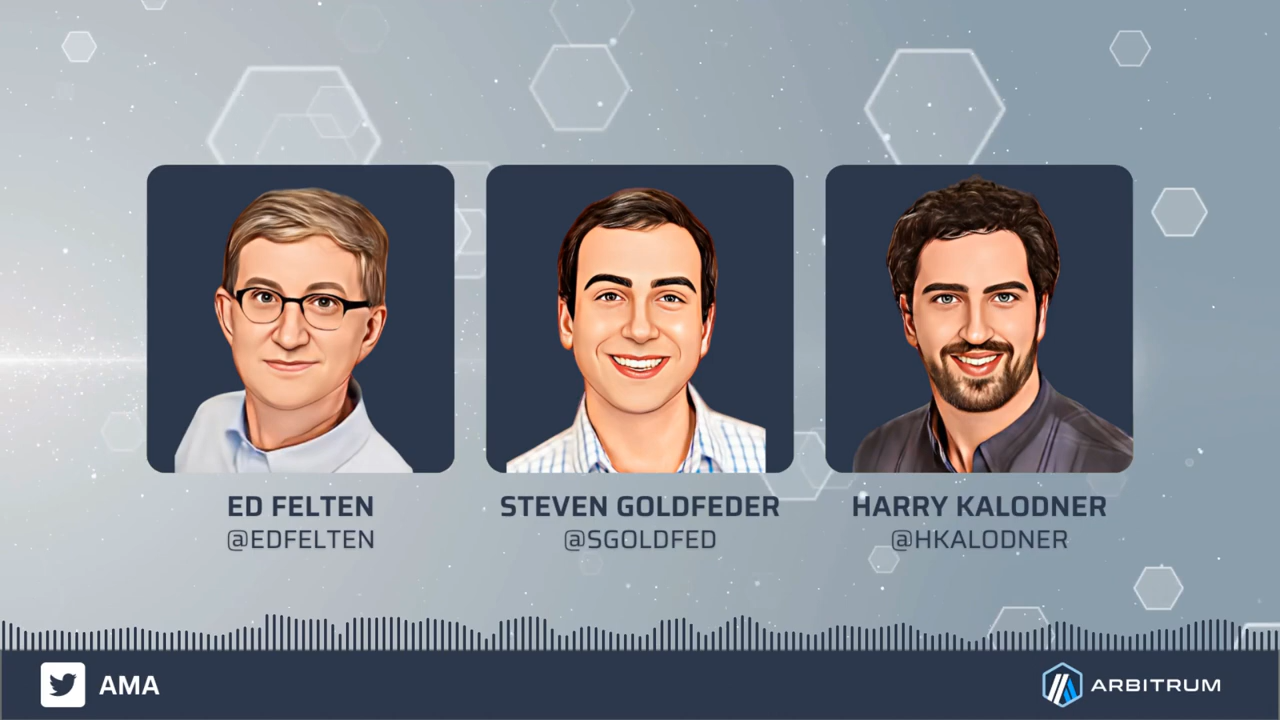 ED FELTEN
@EDFELTEN
STEVEN GOLDFEDER
@SGOLDFED
HARRY KALODNER
@HKALODNER
AMA
ARBITRUM